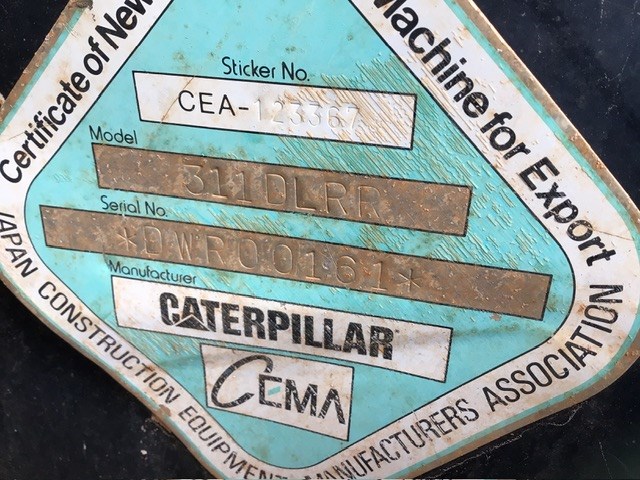 Certificate of New
Machine for Export
Sticker No.
CEA-123367
Model
311DLRR
Serial No.
*DWR00161*
Manufacturer
CATERPILLAR
CEMA
JAPAN CONSTRUCTION EQUIPMENT MANUFACTURERS ASSOCIATION